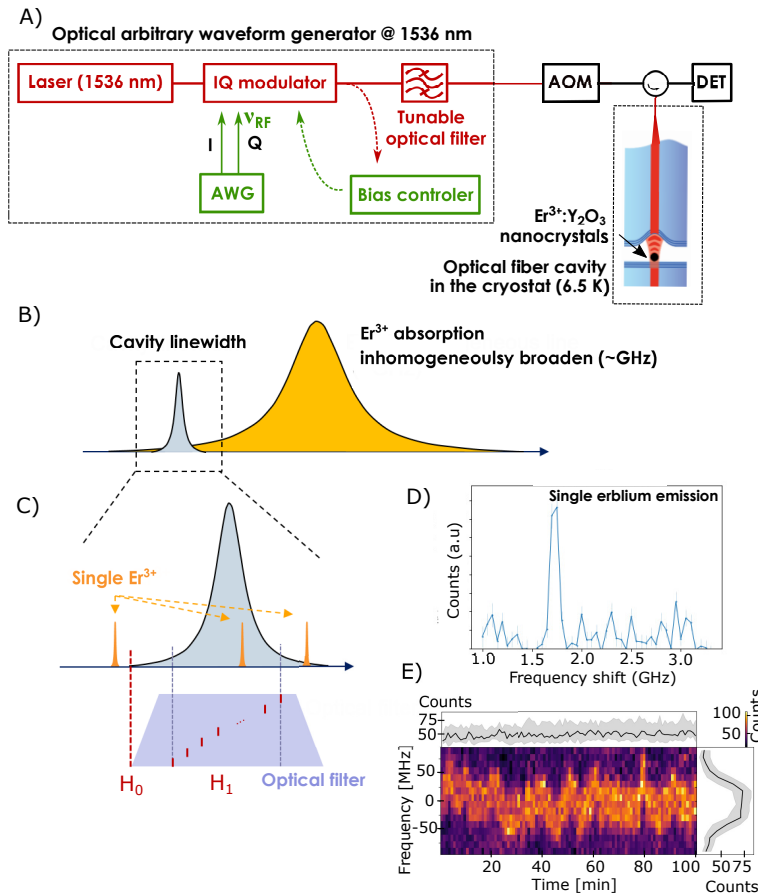 A)
Optical arbitrary waveform generator @ 1536 nm
Laser (1536 nm)
IQ modulator
AOM
DET
Tunable
optical filter
νRF
I
Q
AWG
Bias controler
Er³⁺:Y₂O₃
nanocrystals
Optical fiber cavity
in the cryostat (6.5 K)
B)
Cavity linewidth
Er³⁺ absorption
inhomogeneoulsy broaden (~GHz)
C)
Single Er³⁺
...
H₀
H₁
Optical filter
D)
Single erblium emission
Counts (a.u)
1.0 1.5 2.0 2.5 3.0
Frequency shift (GHz)
E)
Counts
75
50
100
50
Counts
Frequency [MHz]
50
0
-50
20 40 60 80 100
Time [min]
50 75
Counts